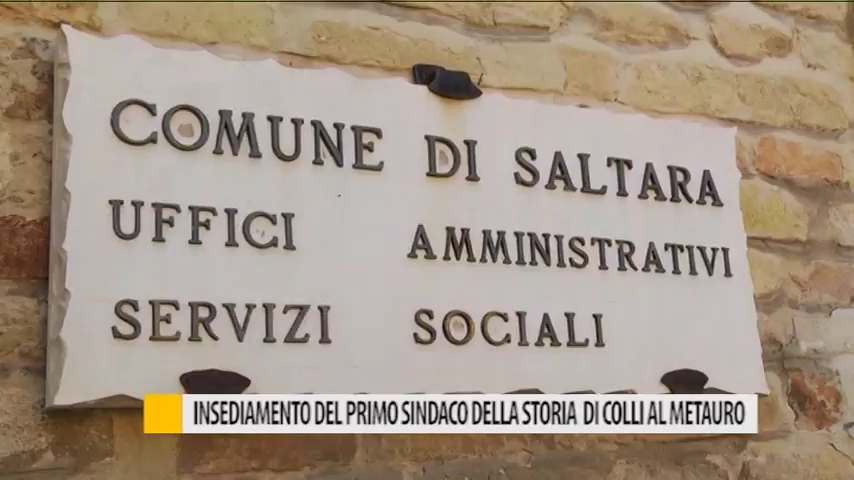 COMUNE DI SALTARA
UFFICI AMMINISTRATIVI
SERVIZI SOCIALI
INSEDIAMENTO DEL PRIMO SINDACO DELLA STORIA DI COLLI AL METAURO